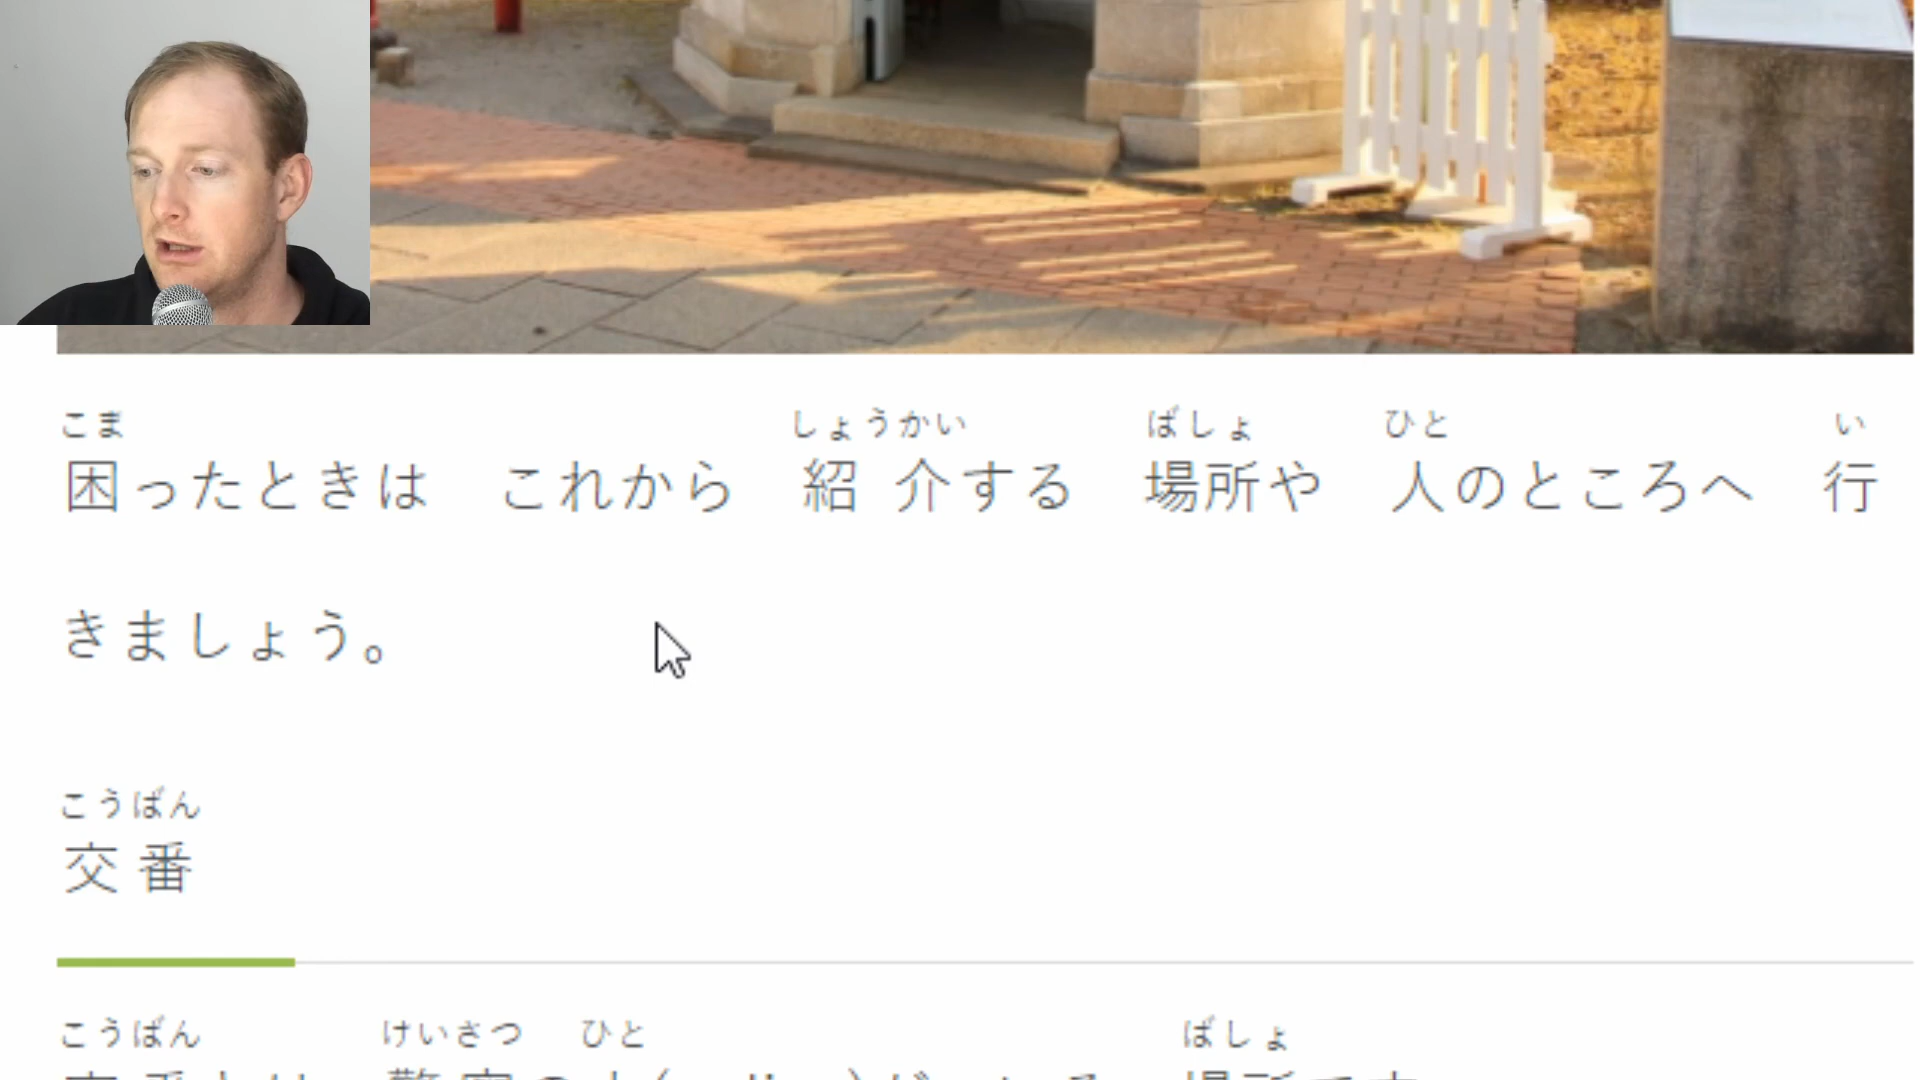 こま しょうかい ばしょ ひと い
困ったときは これから 紹介する 場所や 人のところへ 行
きましょう。
こうばん
交番
こうばん けいさつ ひと ばしょ